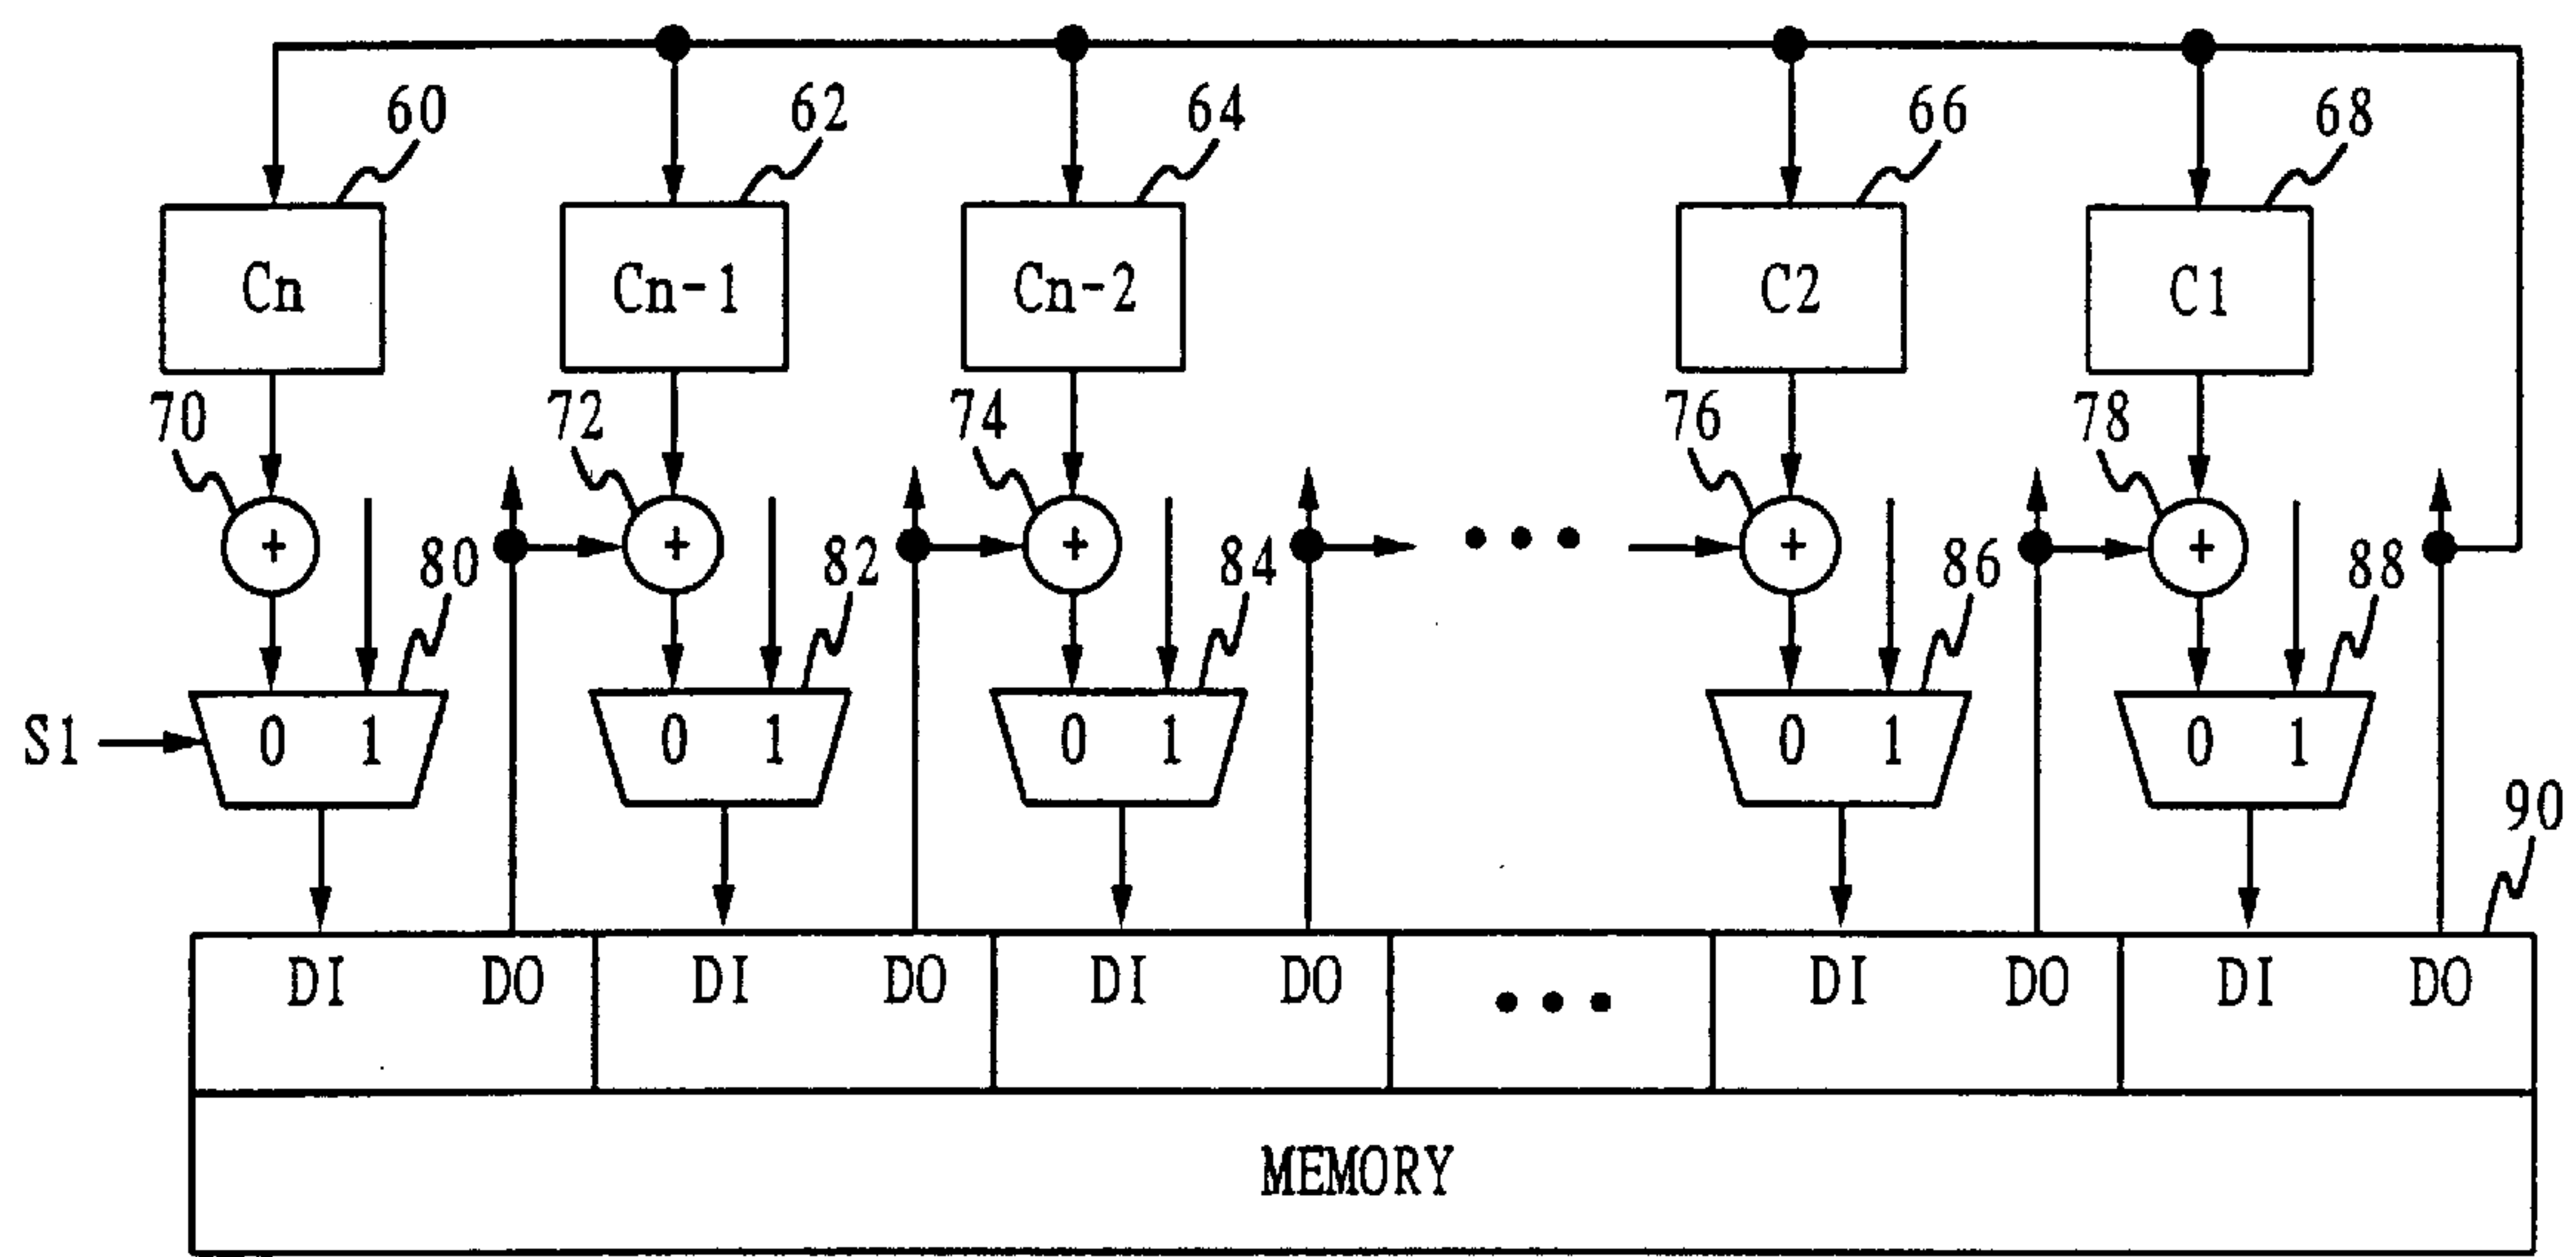 60 62 64 66 68
Cn Cn-1 Cn-2 C2 C1
70 72 74 76 78
+ + + ••• + +
80 82 84 86 88
S1 0 1 0 1 0 1 0 1 0 1
90
DI DO DI DO DI DO ••• DI DO DI DO
MEMORY